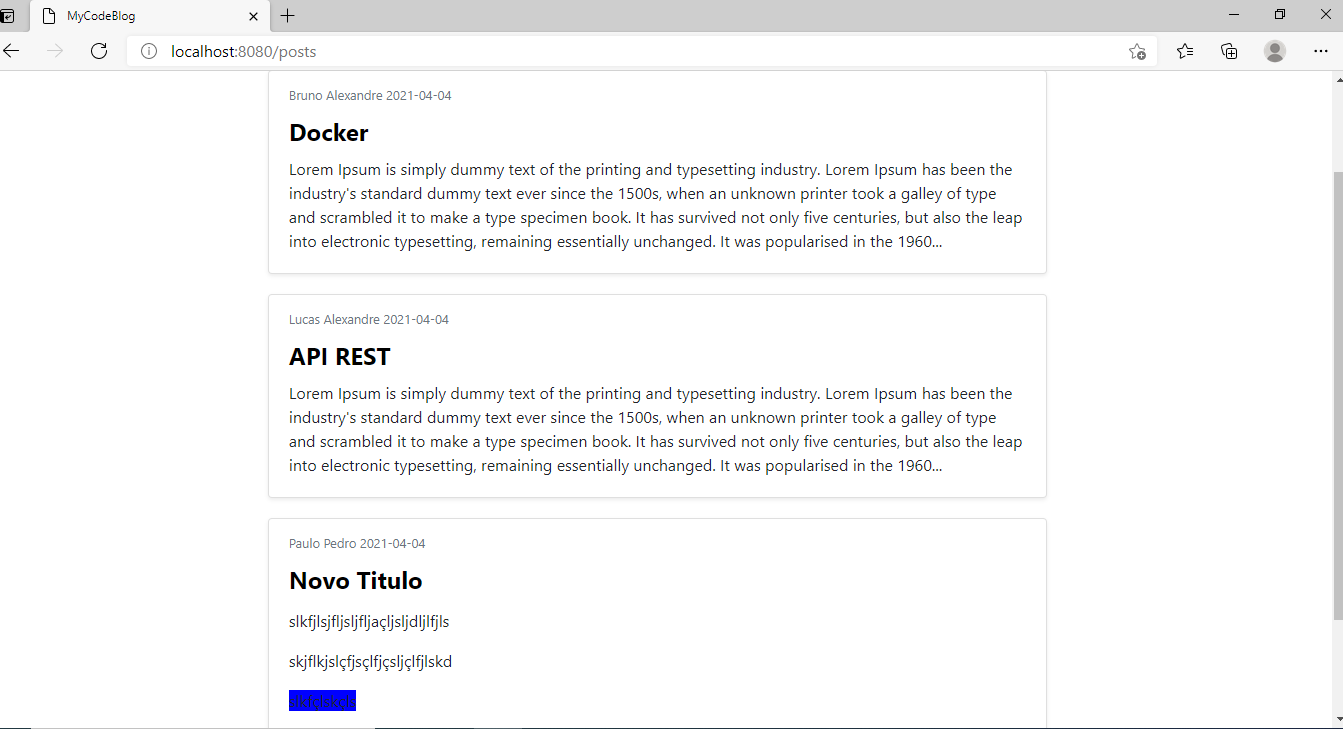 MyCodeBlog
localhost:8080/posts
Bruno Alexandre 2021-04-04
Docker
Lorem Ipsum is simply dummy text of the printing and typesetting industry. Lorem Ipsum has been the
industry's standard dummy text ever since the 1500s, when an unknown printer took a galley of type
and scrambled it to make a type specimen book. It has survived not only five centuries, but also the leap
into electronic typesetting, remaining essentially unchanged. It was popularised in the 1960...
Lucas Alexandre 2021-04-04
API REST
Lorem Ipsum is simply dummy text of the printing and typesetting industry. Lorem Ipsum has been the
industry's standard dummy text ever since the 1500s, when an unknown printer took a galley of type
and scrambled it to make a type specimen book. It has survived not only five centuries, but also the leap
into electronic typesetting, remaining essentially unchanged. It was popularised in the 1960...
Paulo Pedro 2021-04-04
Novo Titulo
slkfjlsjfljsljfljaçljsljdljlfjls
skjflkjslçfjsçlfjçsljçlfjlskd